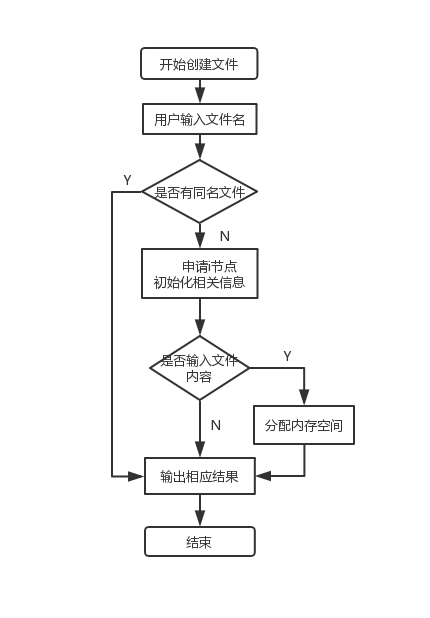 开始创建文件
用户输入文件名
是否有同名文件
Y
N
申请i节点
初始化相关信息
是否输入文件
内容
Y
N
分配内存空间
输出相应结果
结束